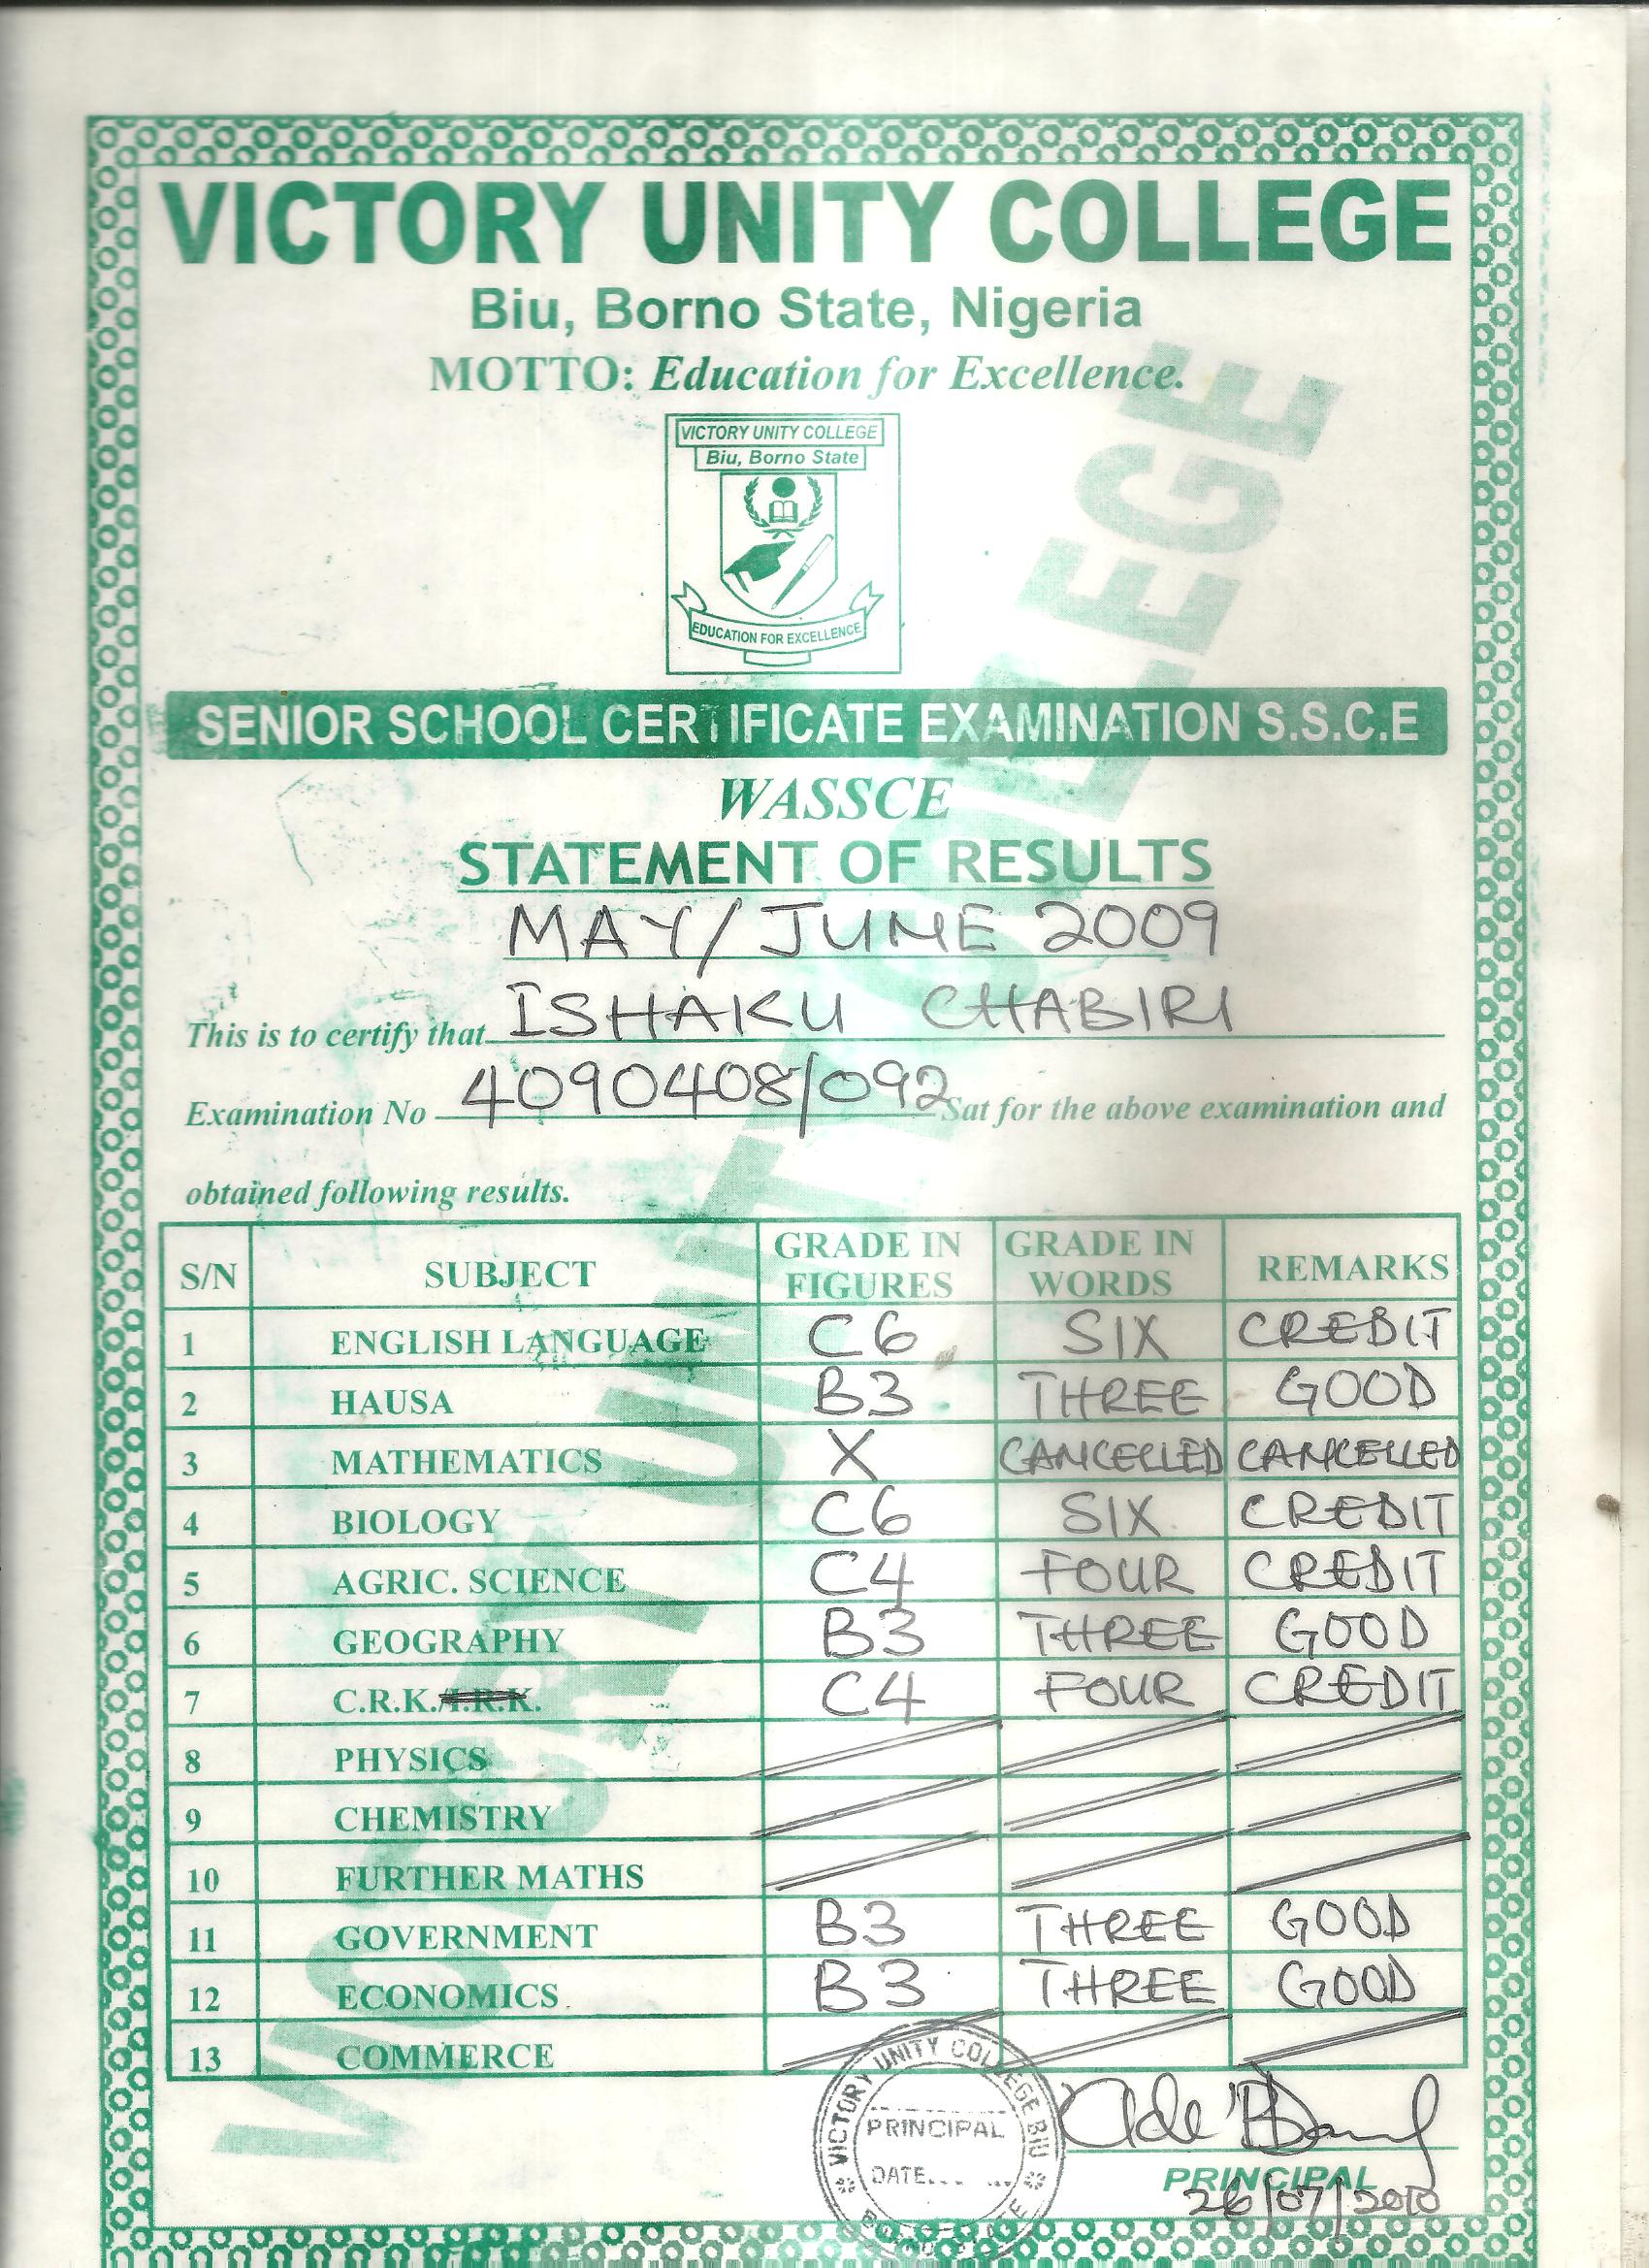 VICTORY UNITY COLLEGE
Biu, Borno State, Nigeria
MOTTO: Education for Excellence.
VICTORY UNITY COLLEGE
Biu, Borno State
EDUCATION FOR EXCELLENCE
SENIOR SCHOOL CERTIFICATE EXAMINATION S.S.C.E
WASSCE
STATEMENT OF RESULTS
MAY/JUNE 2009
This is to certify that ISHAKU CHABIRI
Examination No 4090408/092 Sat for the above examination and
obtained following results.
S/N SUBJECT GRADE IN FIGURES GRADE IN WORDS REMARKS
1 ENGLISH LANGUAGE C6 SIX CREDIT
2 HAUSA B3 THREE GOOD
3 MATHEMATICS X CANCELLED CANCELLED
4 BIOLOGY C6 SIX CREDIT
5 AGRIC. SCIENCE C4 FOUR CREDIT
6 GEOGRAPHY B3 THREE GOOD
7 C.R.K./I.R.K. C4 FOUR CREDIT
8 PHYSICS
9 CHEMISTRY
10 FURTHER MATHS
11 GOVERNMENT B3 THREE GOOD
12 ECONOMICS B3 THREE GOOD
13 COMMERCE
VICTORY UNITY COLLEGE BIU
PRINCIPAL
DATE
PRINCIPAL
26/07/2010
VICTORY UNITY COLLEGE